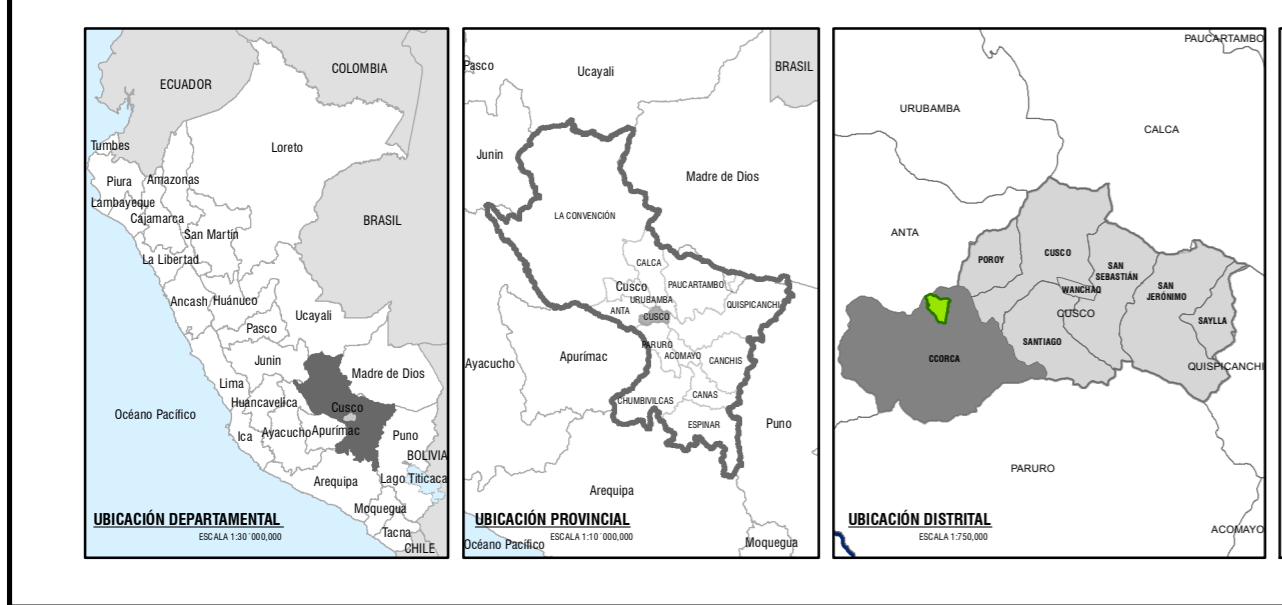 ECUADOR
COLOMBIA
Tumbes
Loreto
Piura
Amazonas
Lambayeque
Cajamarca
BRASIL
San Martín
La Libertad
Ancash
Huánuco
Ucayali
Pasco
Junin
Madre de Dios
Lima
Huancavelica
Cusco
Océano Pacífico
Ica
Ayacucho
Apurímac
Puno
BOLIVIA
Arequipa
Lago Titicaca
Moquegua
UBICACIÓN DEPARTAMENTAL
ESCALA 1:30´000,000
Tacna
CHILE
Pasco
Ucayali
BRASIL
Junin
Madre de Dios
LA CONVENCIÓN
CALCA
Cusco
PAUCARTAMBO
URUBAMBA
QUISPICANCHI
ANTA
CUSCO
PARURO
ACOMAYO
CANCHIS
Ayacucho
Apurímac
CHUMBIVILCAS
CANAS
ESPINAR
Puno
Arequipa
UBICACIÓN PROVINCIAL
ESCALA 1:10´000,000
Océano Pacífico
Moquegua
PAUCARTAMBO
URUBAMBA
CALCA
ANTA
POROY
CUSCO
SAN
SEBASTIÁN
WANCHAQ
SAN
JERÓNIMO
CUSCO
SAYLLA
SANTIAGO
CCORCA
QUISPICANCHI
PARURO
UBICACIÓN DISTRITAL
ESCALA 1:750,000
ACOMAYO